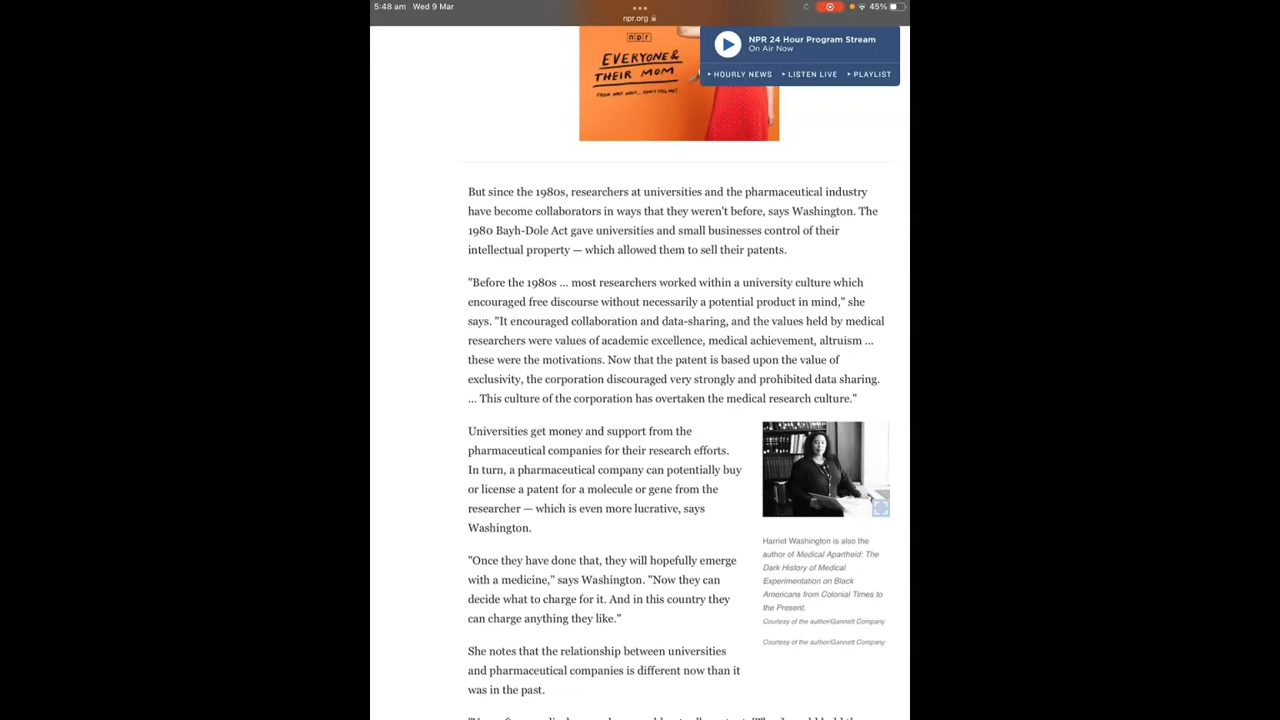 5:48 am Wed 9 Mar
npr.org
45%
npr
EVERYONE &
THEIR MOM
NPR 24 Hour Program Stream
On Air Now
HOURLY NEWS LISTEN LIVE PLAYLIST
But since the 1980s, researchers at universities and the pharmaceutical industry
have become collaborators in ways that they weren't before, says Washington. The
1980 Bayh-Dole Act gave universities and small businesses control of their
intellectual property — which allowed them to sell their patents.
"Before the 1980s ... most researchers worked within a university culture which
encouraged free discourse without necessarily a potential product in mind," she
says. "It encouraged collaboration and data-sharing, and the values held by medical
researchers were values of academic excellence, medical achievement, altruism ...
these were the motivations. Now that the patent is based upon the value of
exclusivity, the corporation discouraged very strongly and prohibited data sharing.
... This culture of the corporation has overtaken the medical research culture."
Universities get money and support from the
pharmaceutical companies for their research efforts.
In turn, a pharmaceutical company can potentially buy
or license a patent for a molecule or gene from the
researcher — which is even more lucrative, says
Washington.
"Once they have done that, they will hopefully emerge
with a medicine," says Washington. "Now they can
decide what to charge for it. And in this country they
can charge anything they like."
She notes that the relationship between universities
and pharmaceutical companies is different now than it
was in the past.
Harriet Washington is also the
author of Medical Apartheid: The
Dark History of Medical
Experimentation on Black
Americans from Colonial Times to
the Present.
Courtesy of the author/Gannett Company
Courtesy of the author/Gannett Company